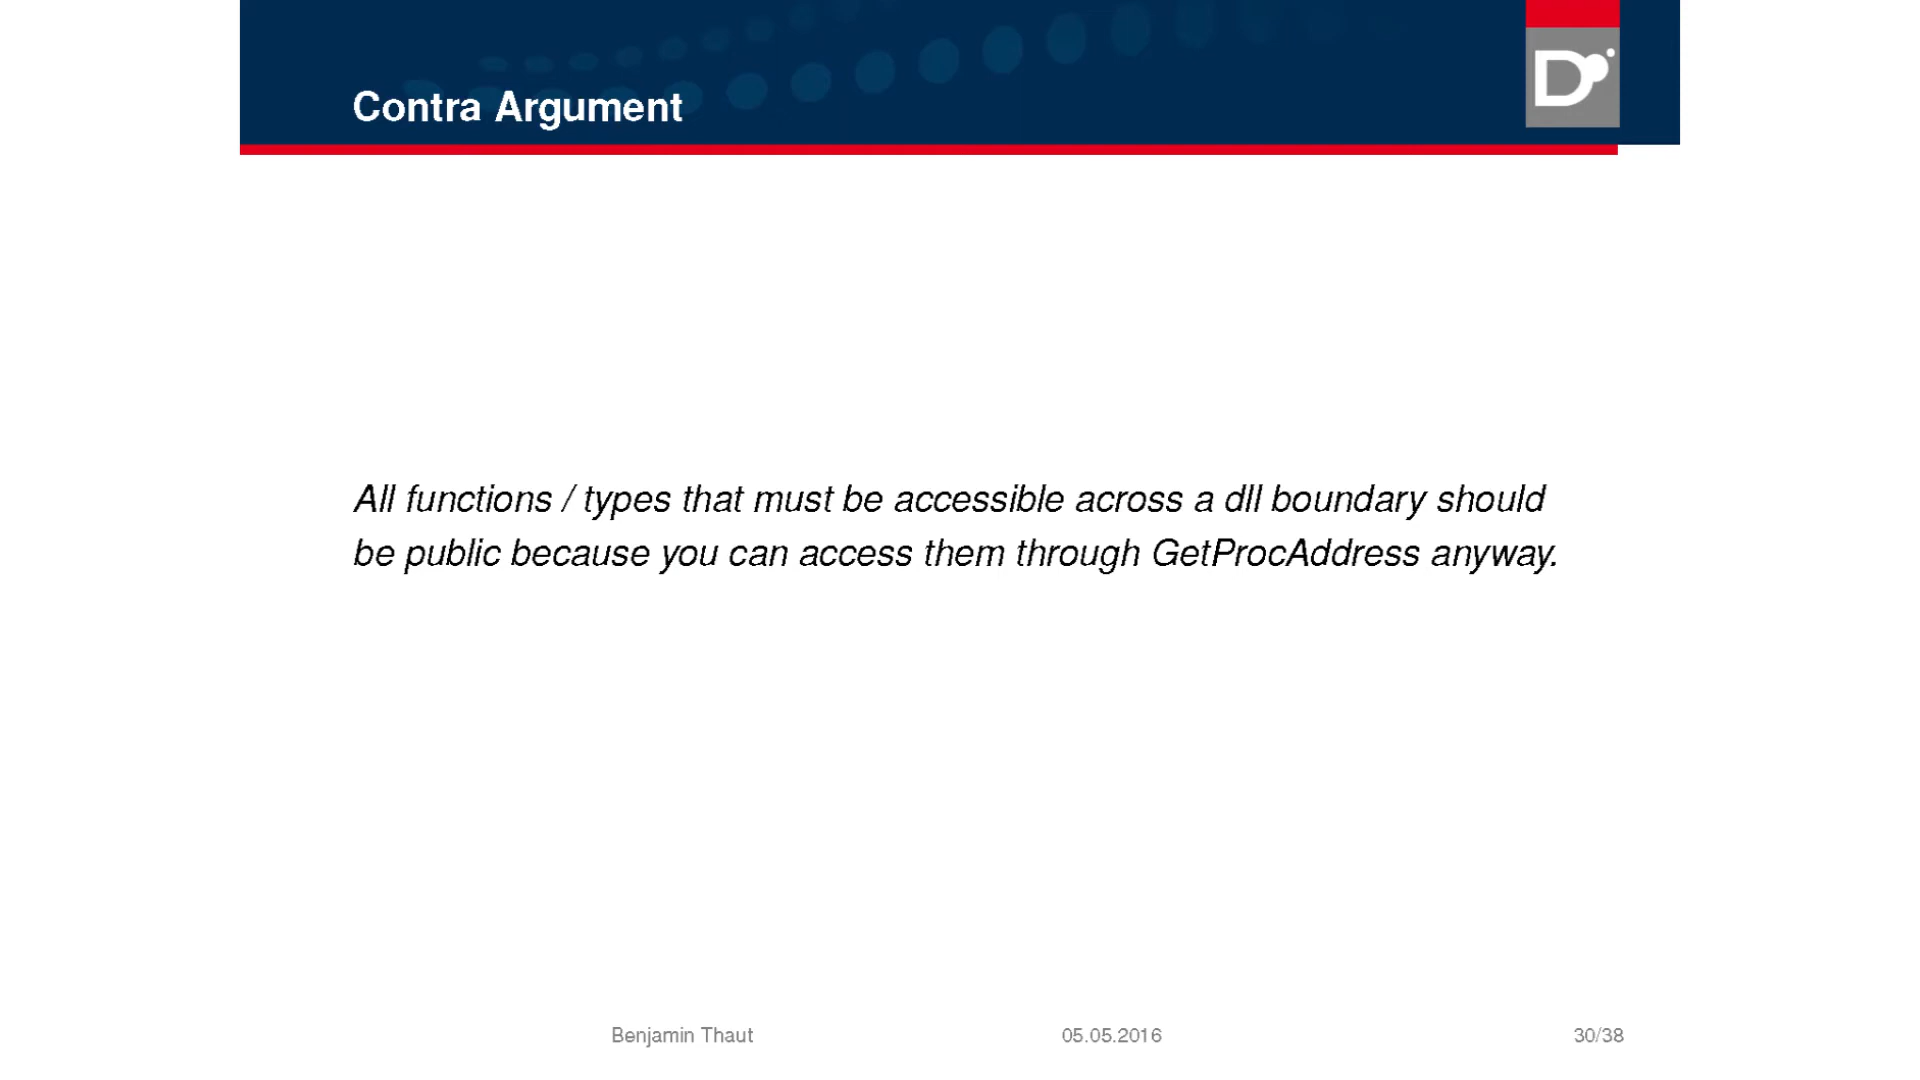 Contra Argument
D
All functions / types that must be accessible across a dll boundary should
be public because you can access them through GetProcAddress anyway.
Benjamin Thaut 05.05.2016 30/38